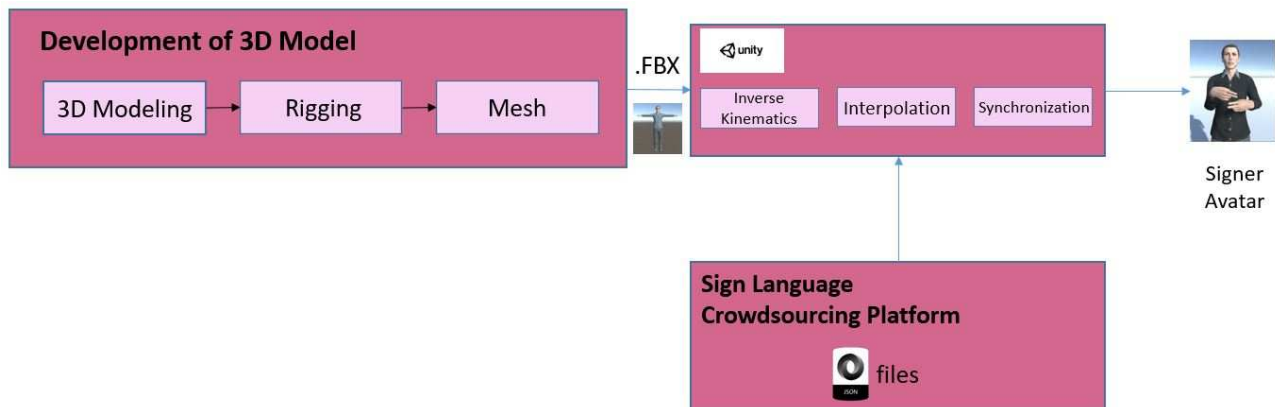 Development of 3D Model
3D Modeling
Rigging
Mesh
.FBX
unity
Inverse
Kinematics
Interpolation
Synchronization
Signer
Avatar
Sign Language
Crowdsourcing Platform
JSON
files